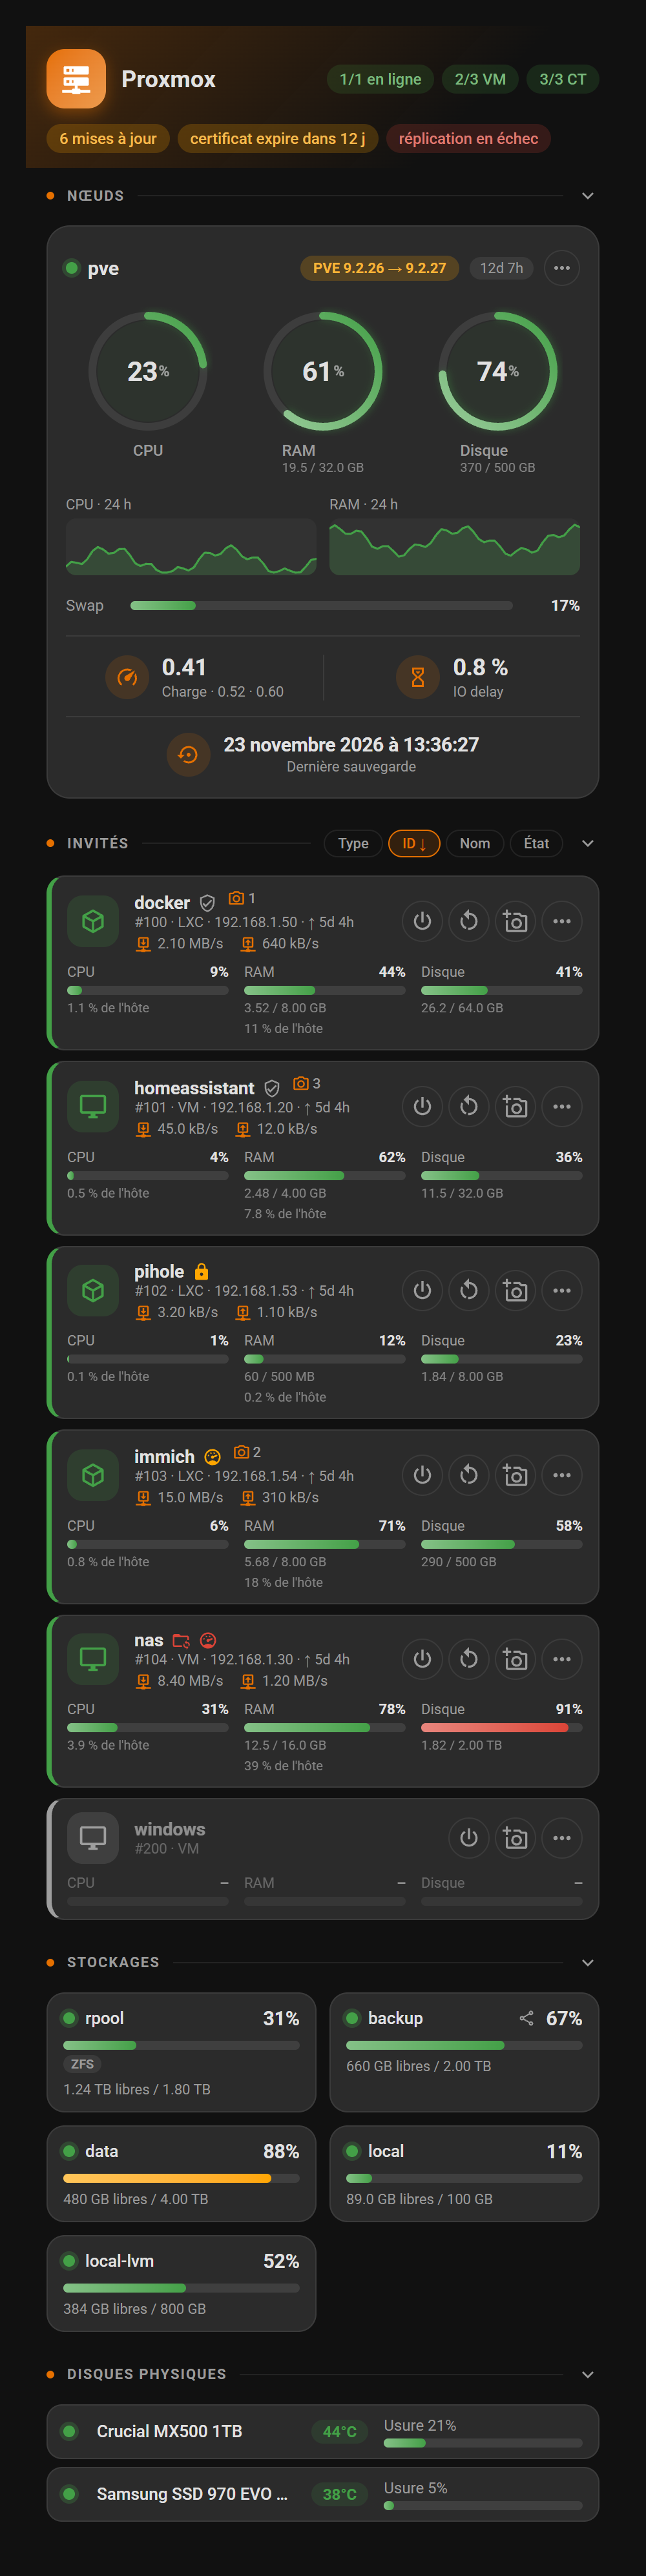 Proxmox
1/1 en ligne
2/3 VM
3/3 CT
6 mises à jour
certificat expire dans 12 j
réplication en échec
NŒUDS
pve
PVE 9.2.26 → 9.2.27
12d 7h
23%
61%
74%
CPU
RAM
Disque
19.5 / 32.0 GB
370 / 500 GB
CPU · 24 h
RAM · 24 h
Swap
17%
0.41
Charge · 0.52 · 0.60
0.8 %
IO delay
23 novembre 2026 à 13:36:27
Dernière sauvegarde
INVITÉS
Type
ID ↓
Nom
État
docker
1
#100 · LXC · 192.168.1.50 · ↑ 5d 4h
2.10 MB/s
640 kB/s
CPU 9%
RAM 44%
Disque 41%
1.1 % de l'hôte
3.52 / 8.00 GB
26.2 / 64.0 GB
11 % de l'hôte
homeassistant
3
#101 · VM · 192.168.1.20 · ↑ 5d 4h
45.0 kB/s
12.0 kB/s
CPU 4%
RAM 62%
Disque 36%
0.5 % de l'hôte
2.48 / 4.00 GB
11.5 / 32.0 GB
7.8 % de l'hôte
pihole
#102 · LXC · 192.168.1.53 · ↑ 5d 4h
3.20 kB/s
1.10 kB/s
CPU 1%
RAM 12%
Disque 23%
0.1 % de l'hôte
60 / 500 MB
1.84 / 8.00 GB
0.2 % de l'hôte
immich
2
#103 · LXC · 192.168.1.54 · ↑ 5d 4h
15.0 MB/s
310 kB/s
CPU 6%
RAM 71%
Disque 58%
0.8 % de l'hôte
5.68 / 8.00 GB
290 / 500 GB
18 % de l'hôte
nas
#104 · VM · 192.168.1.30 · ↑ 5d 4h
8.40 MB/s
1.20 MB/s
CPU 31%
RAM 78%
Disque 91%
3.9 % de l'hôte
12.5 / 16.0 GB
1.82 / 2.00 TB
39 % de l'hôte
windows
#200 · VM
CPU –
RAM –
Disque –
STOCKAGES
rpool
31%
ZFS
1.24 TB libres / 1.80 TB
backup
67%
660 GB libres / 2.00 TB
data
88%
480 GB libres / 4.00 TB
local
11%
89.0 GB libres / 100 GB
local-lvm
52%
384 GB libres / 800 GB
DISQUES PHYSIQUES
Crucial MX500 1TB
44°C
Usure 21%
Samsung SSD 970 EVO ...
38°C
Usure 5%